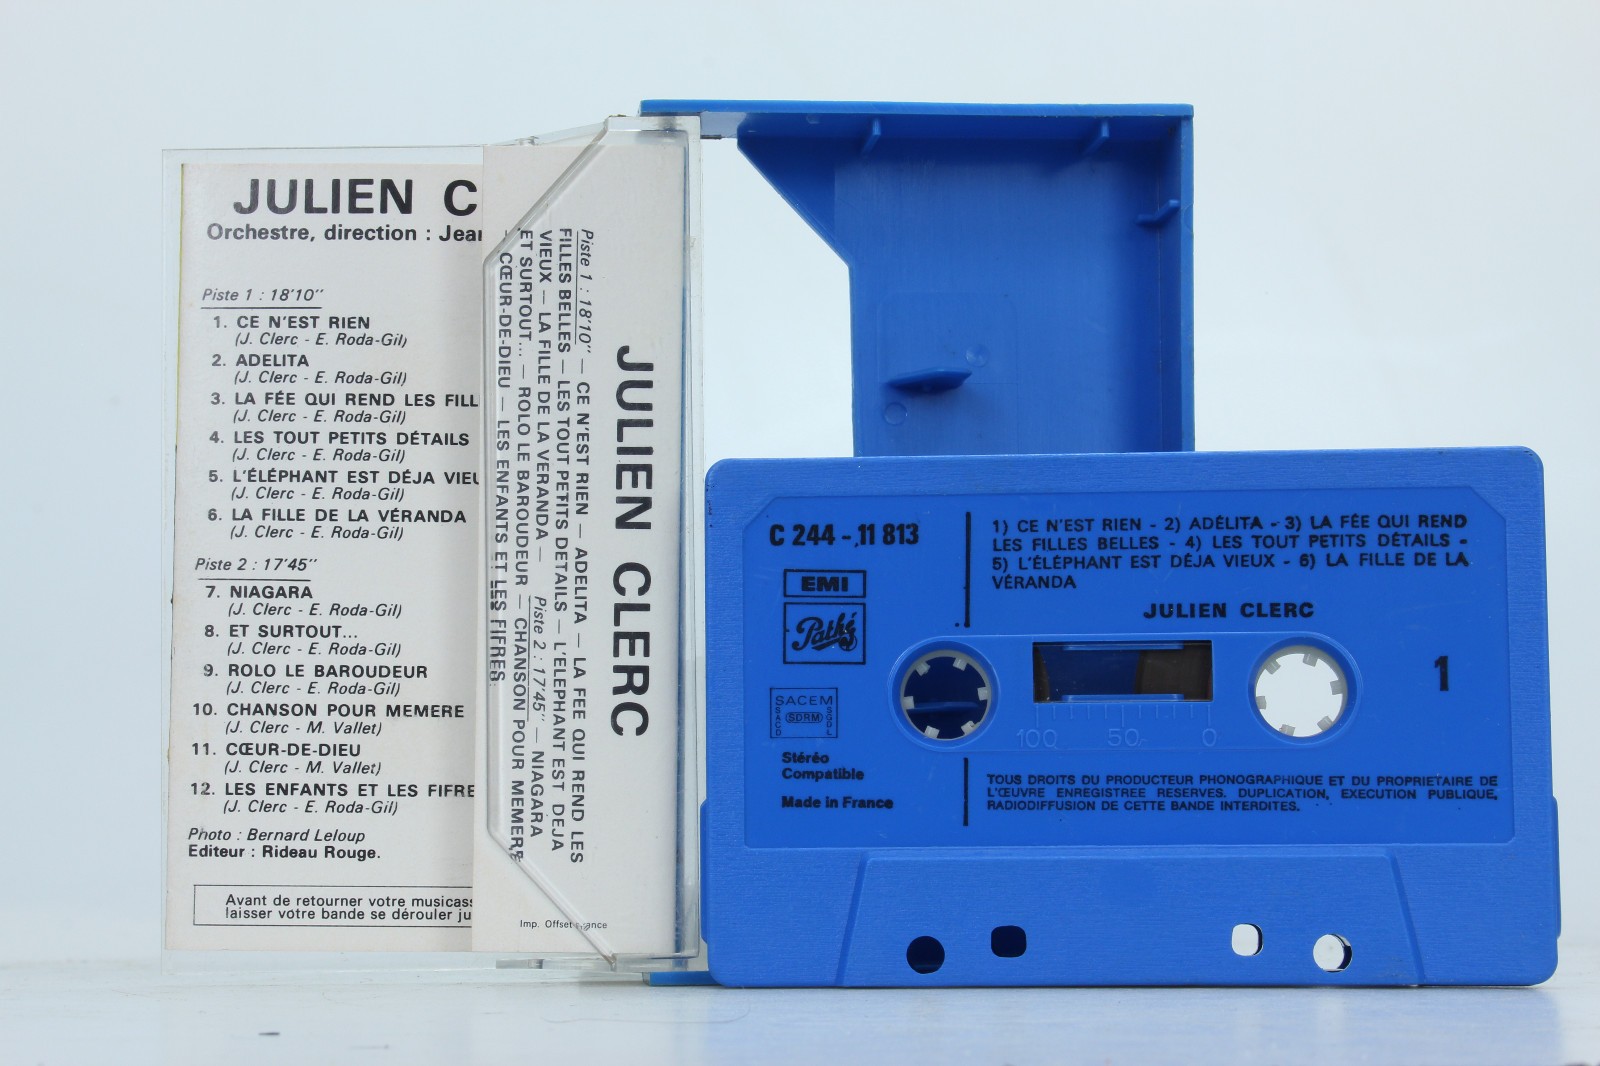 JULIEN C
Orchestre, direction : Jean
Piste 1 : 18'10"
1. CE N'EST RIEN
(J. Clerc - E. Roda-Gil)
2. ADELITA
(J. Clerc - E. Roda-Gil)
3. LA FÉE QUI REND LES FILL
(J. Clerc - E. Roda-Gil)
4. LES TOUT PETITS DÉTAILS
(J. Clerc - E. Roda-Gil)
5. L'ÉLÉPHANT EST DÉJA VIEU
(J. Clerc - E. Roda-Gil)
6. LA FILLE DE LA VÉRANDA
(J. Clerc - E. Roda-Gil)
Piste 2 : 17'45"
7. NIAGARA
(J. Clerc - E. Roda-Gil)
8. ET SURTOUT...
(J. Clerc - E. Roda-Gil)
9. ROLO LE BAROUDEUR
(J. Clerc - E. Roda-Gil)
10. CHANSON POUR MEMERE
(J. Clerc - M. Vallet)
11. CŒUR-DE-DIEU
(J. Clerc - M. Vallet)
12. LES ENFANTS ET LES FIFRE
(J. Clerc - E. Roda-Gil)
Photo : Bernard Leloup
Editeur : Rideau Rouge.
Avant de retourner votre musicass
laisser votre bande se dérouler ju
JULIEN CLERC
Piste 1 : 18'10" — CE N'EST RIEN — ADELITA — LA FEE QUI REND LES
FILLES BELLES — LES TOUT PETITS DETAILS — L'ELEPHANT EST DEJA
VIEUX — LA FILLE DE LA VERANDA — Piste 2 : 17'45" — NIAGARA
ET SURTOUT... — ROLO LE BAROUDEUR — CHANSON POUR MEMERE
— CŒUR-DE-DIEU — LES ENFANTS ET LES FIFRES.
Imp. Offset France
C 244 - 11 813
EMI
Pathé
SACEM
SACD
SDRM
SGDL
Stéréo
Compatible
Made in France
1) CE N'EST RIEN - 2) ADÉLITA - 3) LA FÉE QUI REND
LES FILLES BELLES - 4) LES TOUT PETITS DÉTAILS -
5) L'ÉLÉPHANT EST DÉJA VIEUX - 6) LA FILLE DE LA
VÉRANDA
JULIEN CLERC
1
100 50 0
TOUS DROITS DU PRODUCTEUR PHONOGRAPHIQUE ET DU PROPRIETAIRE DE
L'ŒUVRE ENREGISTREE RESERVES. DUPLICATION, EXECUTION PUBLIQUE,
RADIODIFFUSION DE CETTE BANDE INTERDITES.